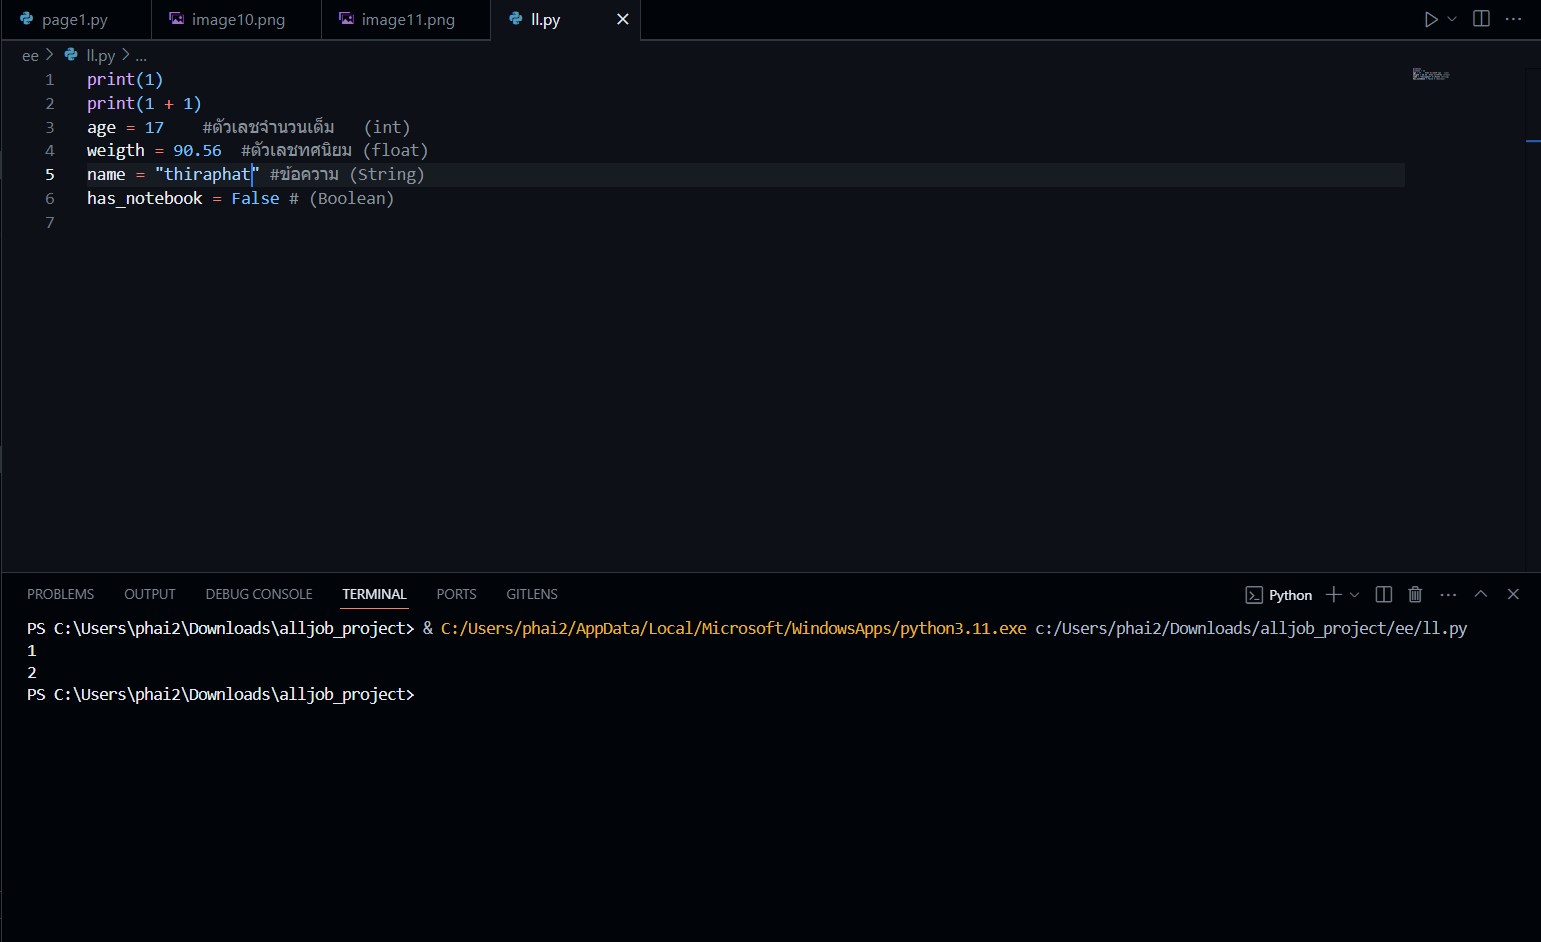 page1.py image10.png image11.png ll.py
ee > ll.py > ...
1 print(1)
2 print(1 + 1)
3 age = 17 #ตัวเลขจำนวนเต็ม (int)
4 weigth = 90.56 #ตัวเลขทศนิยม (float)
5 name = "thiraphat" #ข้อความ (String)
6 has_notebook = False # (Boolean)
7
PROBLEMS OUTPUT DEBUG CONSOLE TERMINAL PORTS GITLENS Python
PS C:\Users\phai2\Downloads\alljob_project> & C:/Users/phai2/AppData/Local/Microsoft/WindowsApps/python3.11.exe c:/Users/phai2/Downloads/alljob_project/ee/ll.py
1
2
PS C:\Users\phai2\Downloads\alljob_project>